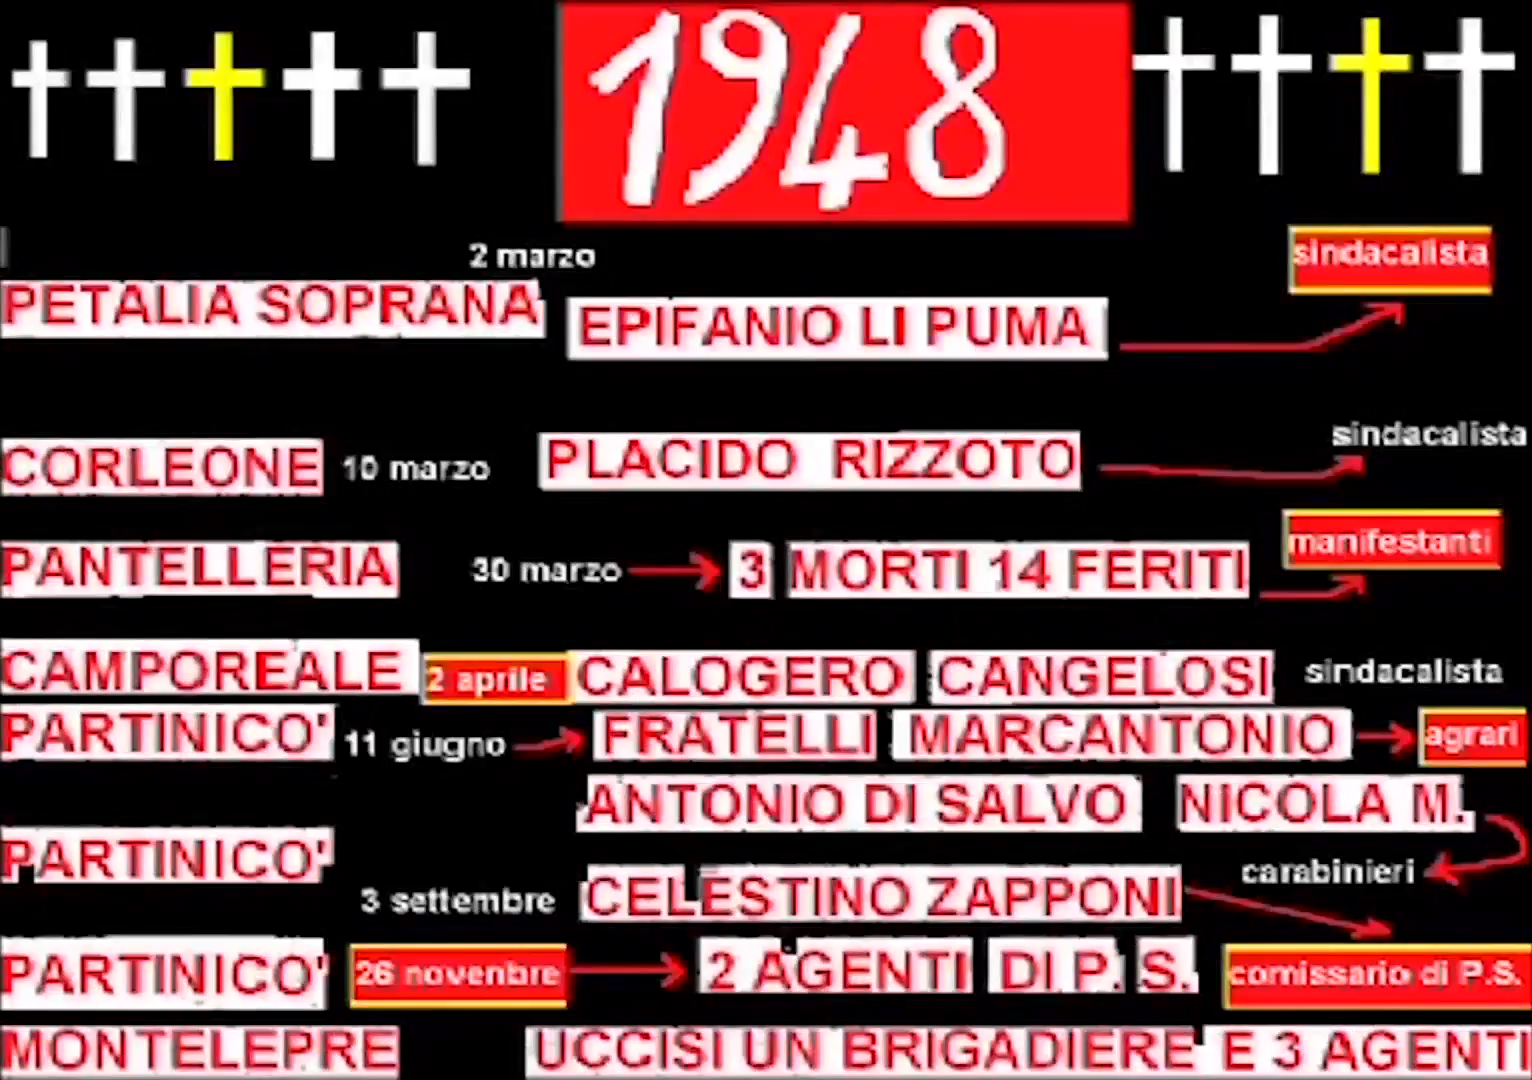 1948
2 marzo
sindacalista
PETALIA SOPRANA EPIFANIO LI PUMA
sindacalista
CORLEONE 10 marzo PLACIDO RIZZOTO
manifestanti
PANTELLERIA 30 marzo 3 MORTI 14 FERITI
CAMPOREALE 2 aprile CALOGERO CANGELOSI sindacalista
PARTINICO' 11 giugno FRATELLI MARCANTONIO agrari
ANTONIO DI SALVO NICOLA M.
PARTINICO' carabinieri
3 settembre CELESTINO ZAPPONI
PARTINICO' 26 novenbre 2 AGENTI DI P. S. comissario di P.S.
MONTELEPRE UCCISI UN BRIGADIERE E 3 AGENTI